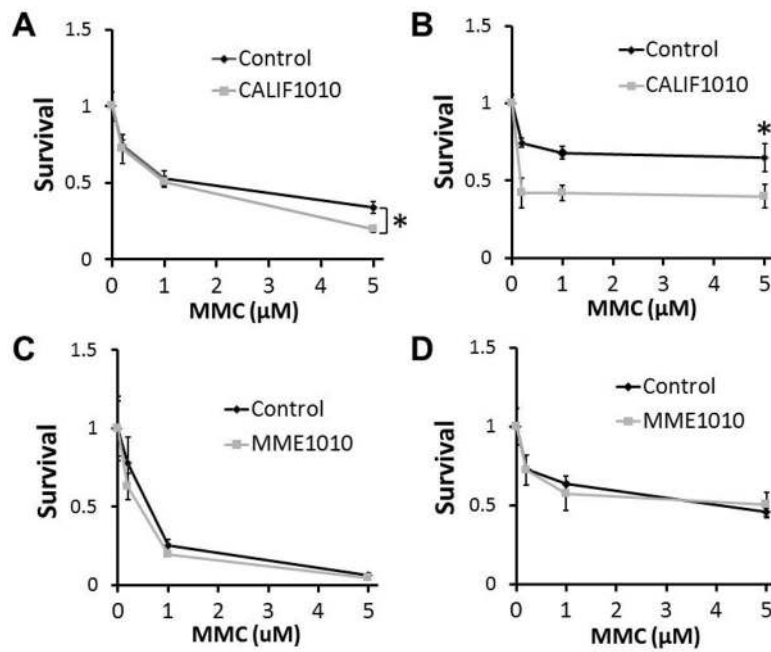 A
1.5
Control
CALIF1010
1
Survival
0.5
*
0
0 1 2 3 4 5
MMC (µM)
B
1.5
Control
CALIF1010
1
*
Survival
0.5
0
0 1 2 3 4 5
MMC (µM)
C
1.5
Control
MME1010
1
Survival
0.5
0
0 1 2 3 4 5
MMC (uM)
D
1.5
Control
MME1010
1
Survival
0.5
0
0 1 2 3 4 5
MMC (µM)